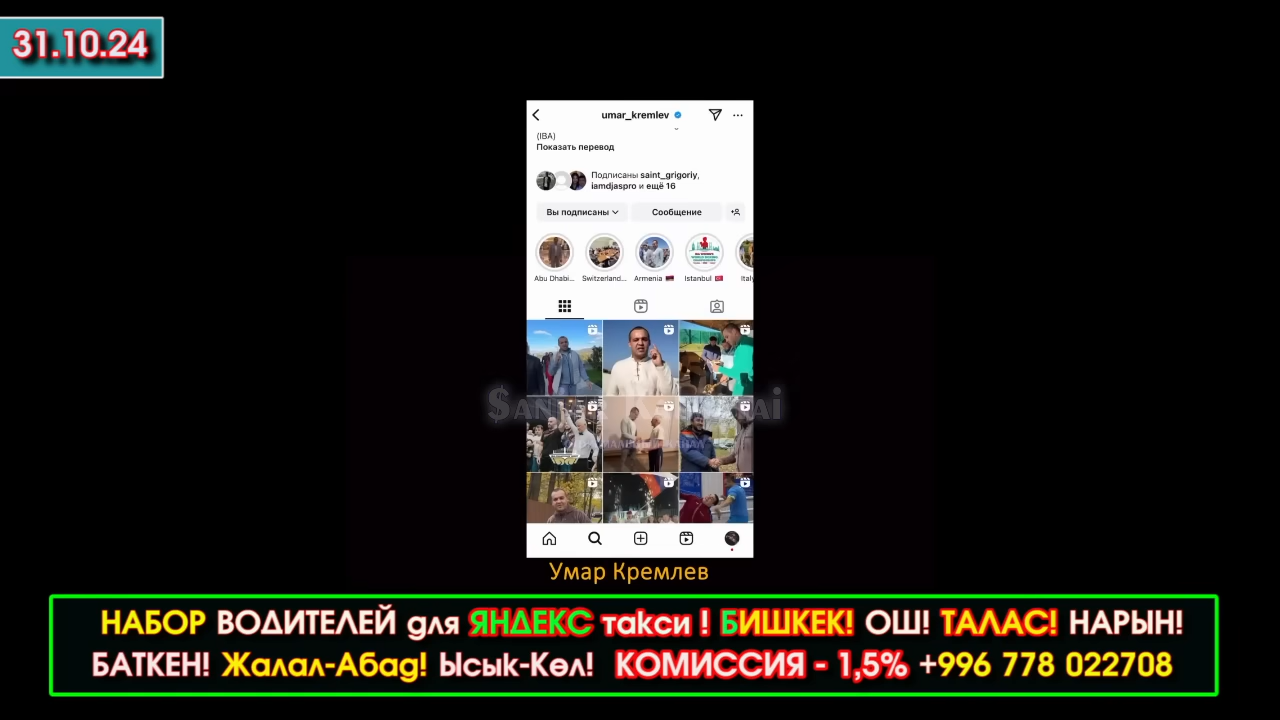 31.10.24
umar_kremlev
(IBA)
Показать перевод
Подписаны saint_grigoriy,
iamdjaspro и ещё 16
Вы подписаны
Сообщение
Abu Dhabi...
Switzerland...
Armenia
Istanbul
Italy
Умар Кремлев
НАБОР ВОДИТЕЛЕЙ для ЯНДЕКС такси ! БИШКЕК! ОШ! ТАЛАС! НАРЫН!
БАТКЕН! Жалал-Абад! Ысык-Көл! КОМИССИЯ - 1,5% +996 778 022708